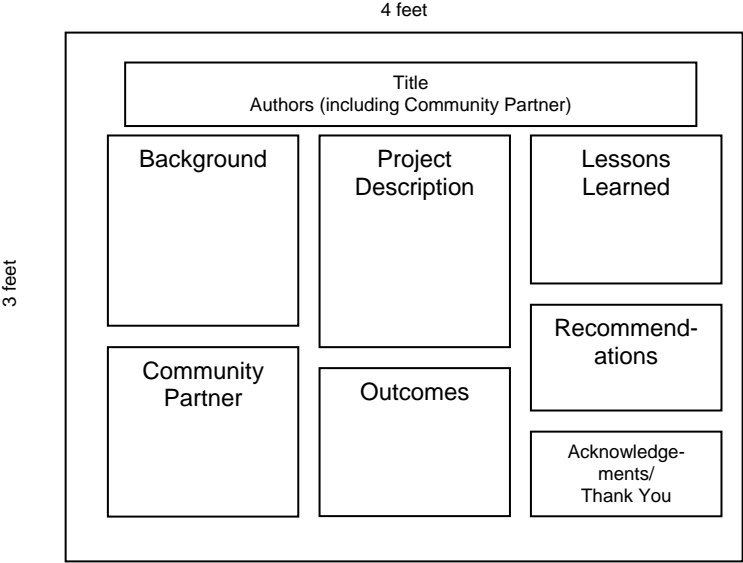 4 feet
3 feet
Title
Authors (including Community Partner)
Background
Community
Partner
Project
Description
Outcomes
Lessons
Learned
Recommend-
ations
Acknowledge-
ments/
Thank You